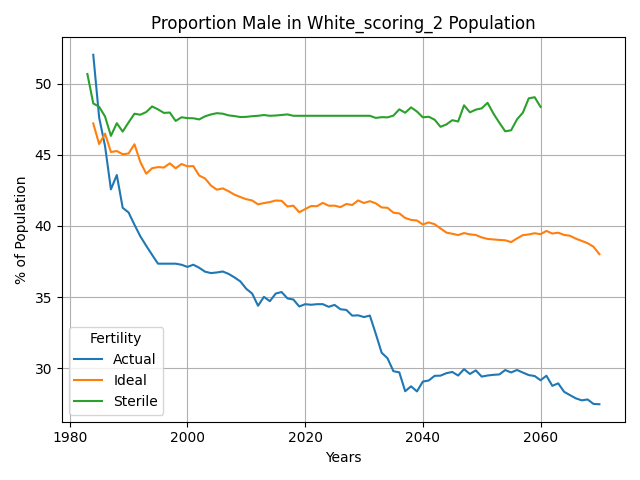 Proportion Male in White_scoring_2 Population
% of Population
50
45
40
35
30
Fertility
Actual
Ideal
Sterile
1980
2000
2020
2040
2060
Years